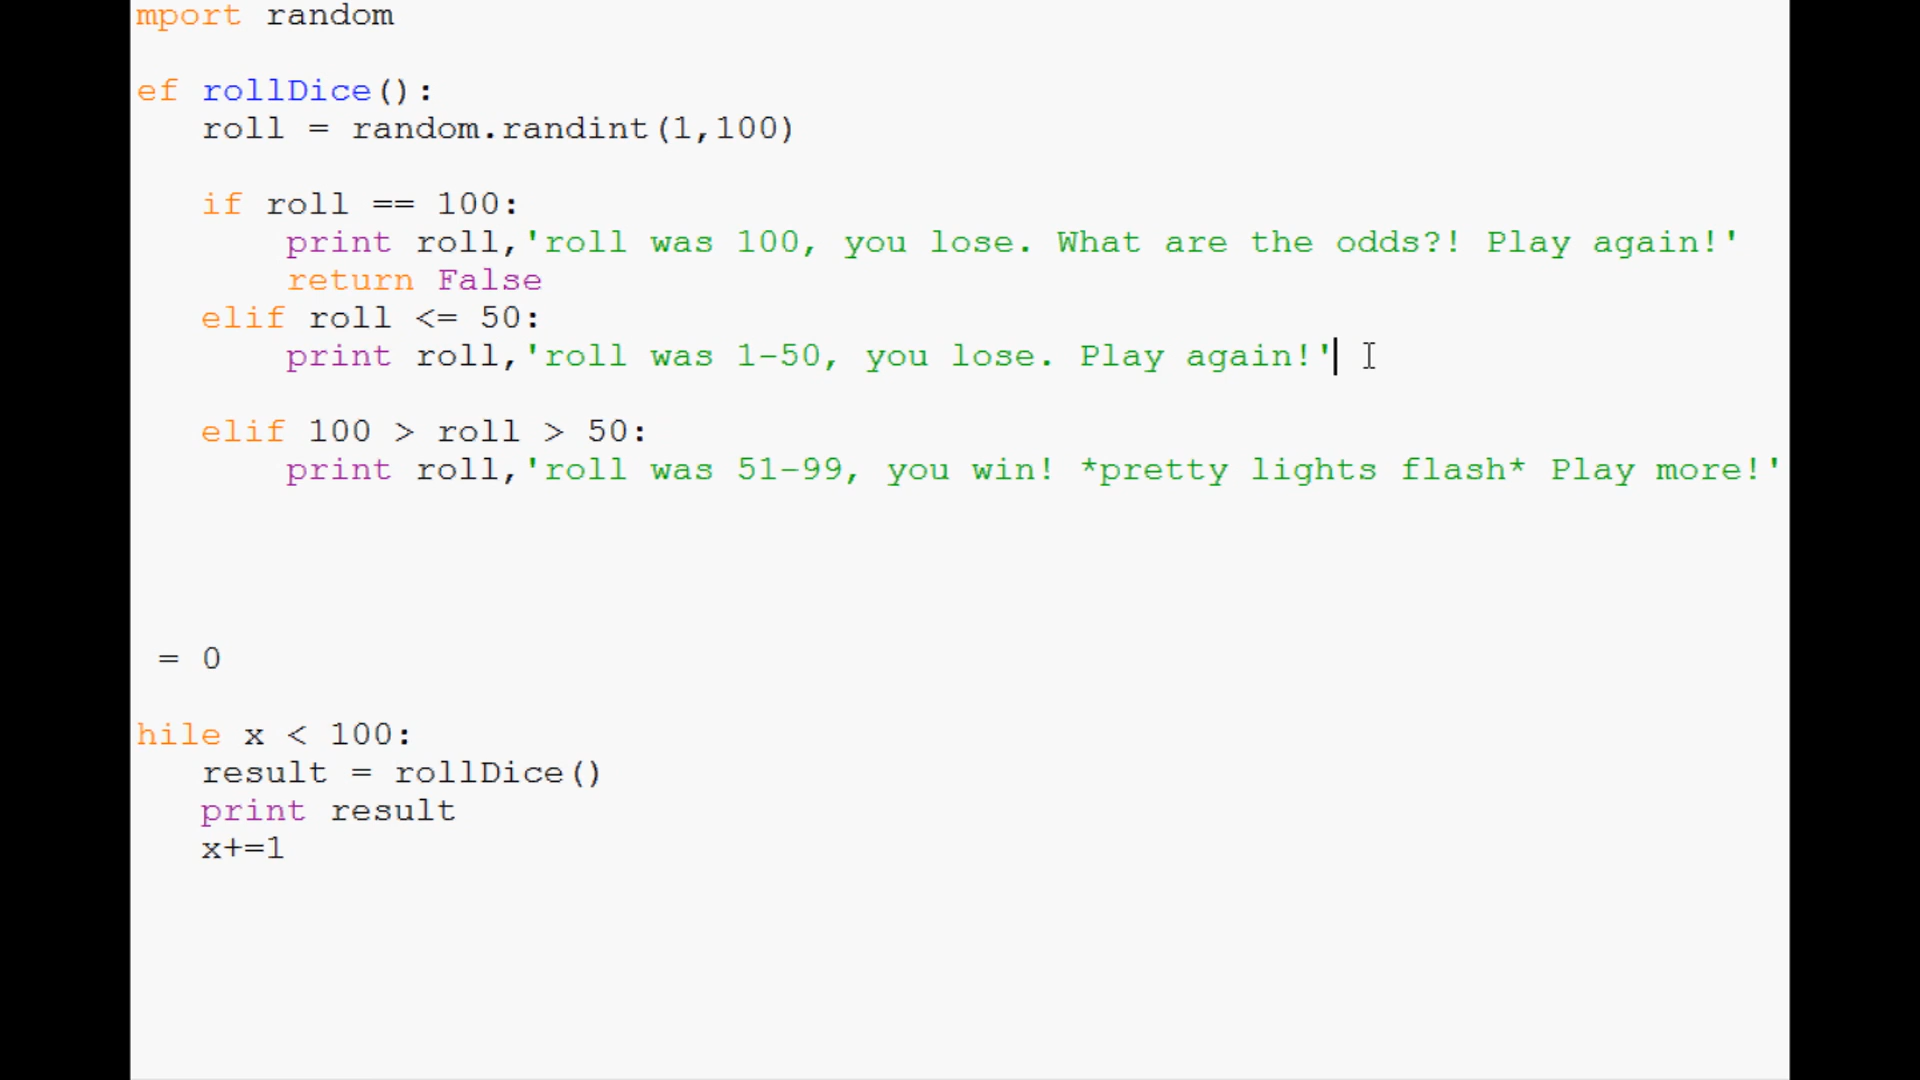 mport random
ef rollDice():
roll = random.randint(1,100)
if roll == 100:
print roll,'roll was 100, you lose. What are the odds?! Play again!'
return False
elif roll <= 50:
print roll,'roll was 1-50, you lose. Play again!'
elif 100 > roll > 50:
print roll,'roll was 51-99, you win! *pretty lights flash* Play more!'
= 0
hile x < 100:
result = rollDice()
print result
x+=1